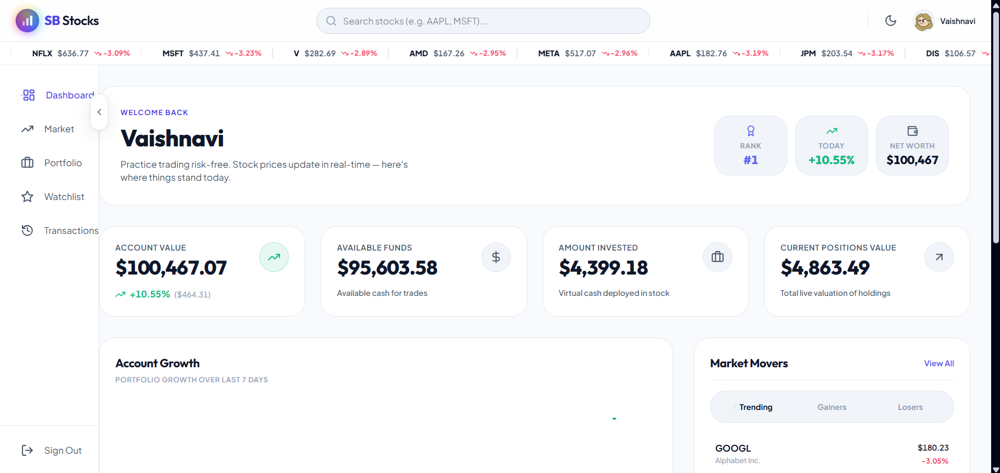 SB Stocks
Search stocks (e.g. AAPL, MSFT)...
Vaishnavi
NFLX $636.77 -3.09% MSFT $437.41 -3.23% V $282.69 -2.89% AMD $167.26 -2.95% META $517.07 -2.96% AAPL $182.76 -3.19% JPM $203.54 -3.17% DIS $106.57
Dashboard
Market
Portfolio
Watchlist
Transactions
Sign Out
WELCOME BACK
Vaishnavi
Practice trading risk-free. Stock prices update in real-time — here's
where things stand today.
RANK
#1
TODAY
+10.55%
NET WORTH
$100,467
ACCOUNT VALUE
$100,467.07
+10.55% ($464.31)
AVAILABLE FUNDS
$95,603.58
Available cash for trades
AMOUNT INVESTED
$4,399.18
Virtual cash deployed in stock
CURRENT POSITIONS VALUE
$4,863.49
Total live valuation of holdings
Account Growth
PORTFOLIO GROWTH OVER LAST 7 DAYS
Market Movers
View All
Trending Gainers Losers
GOOGL $180.23
Alphabet Inc. -3.05%